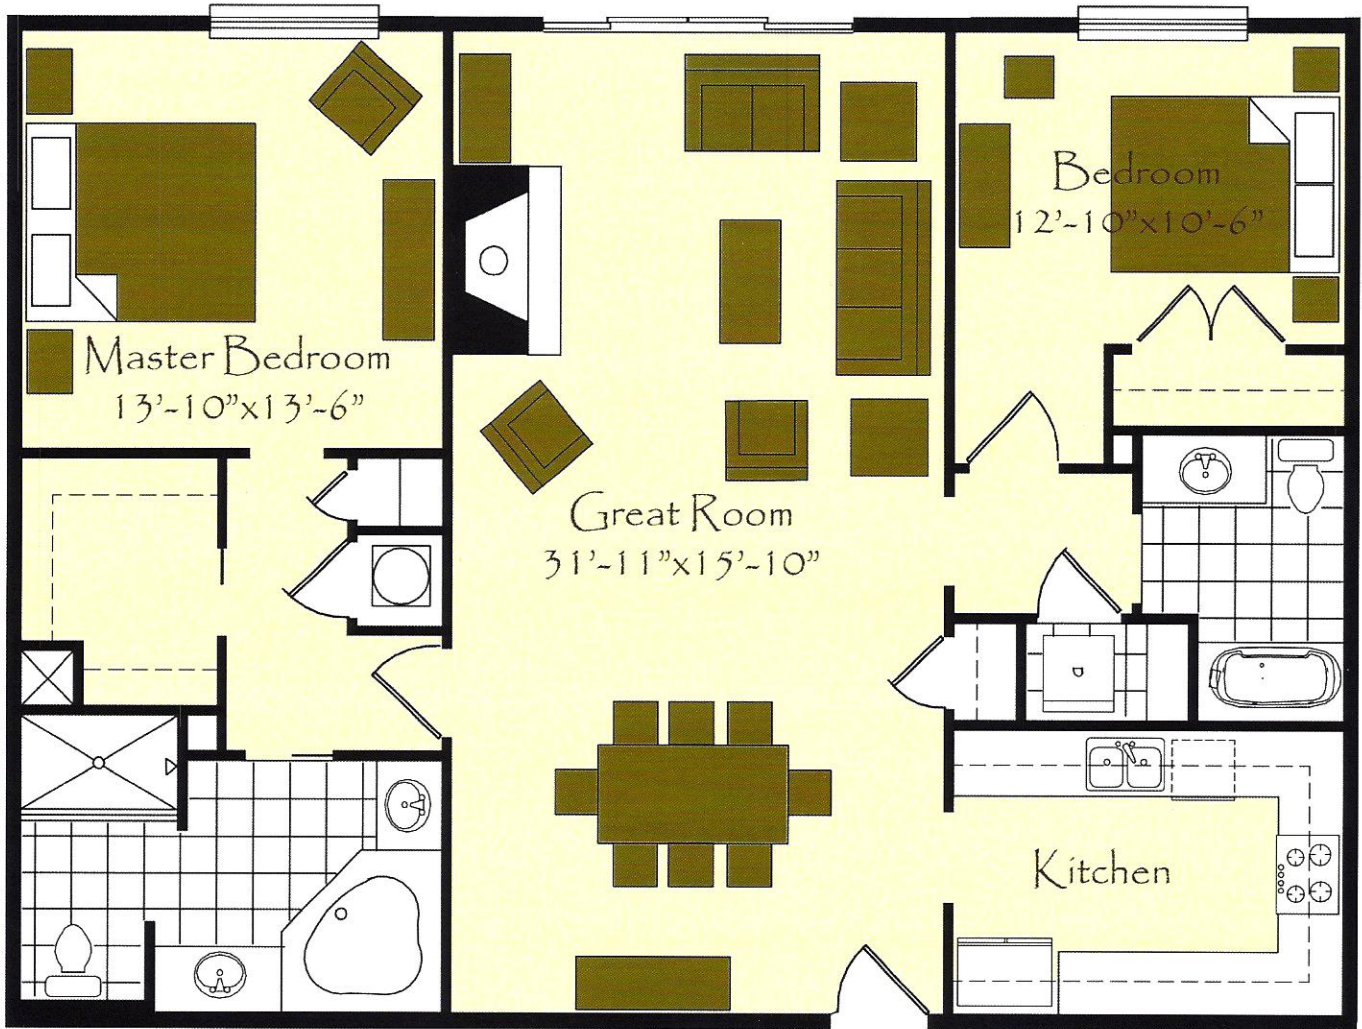 Master Bedroom
13'-10"x13'-6"
Great Room
31'-11"x15'-10"
Bedroom
12'-10"x10'-6"
Kitchen